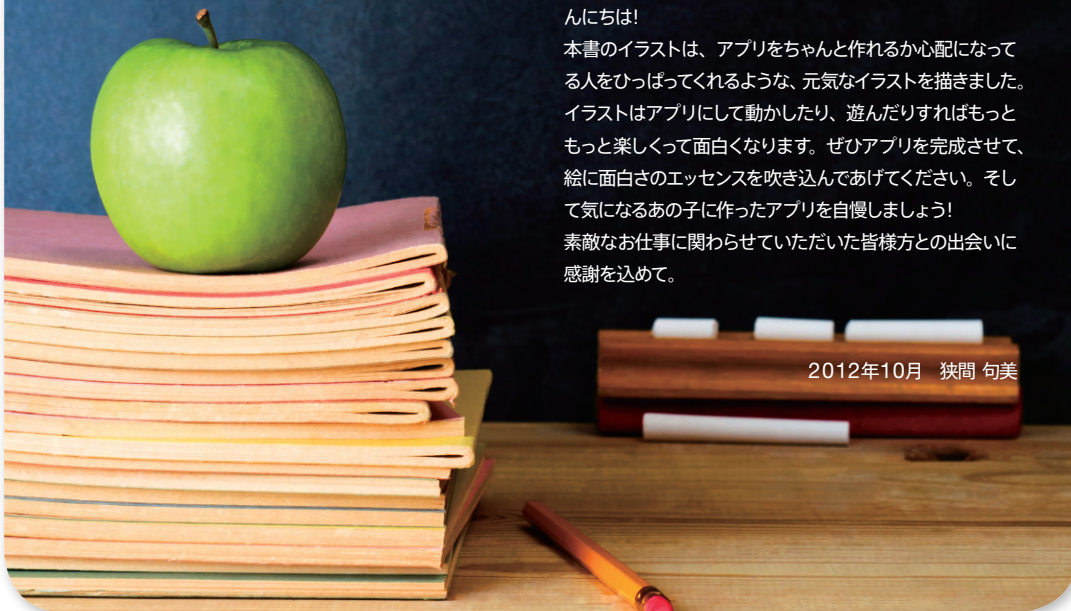 んにちは!
本書のイラストは、アプリをちゃんと作れるか心配になって
る人をひっぱってくれるような、元気なイラストを描きました。
イラストはアプリにして動かしたり、遊んだりすればもっと
もっと楽しくって面白くなります。ぜひアプリを完成させて、
絵に面白さのエッセンスを吹き込んであげてください。そし
て気になるあの子に作ったアプリを自慢しましょう!
素敵なお仕事に関わらせていただいた皆様方との出会いに
感謝を込めて。
2012年10月　狭間 句美